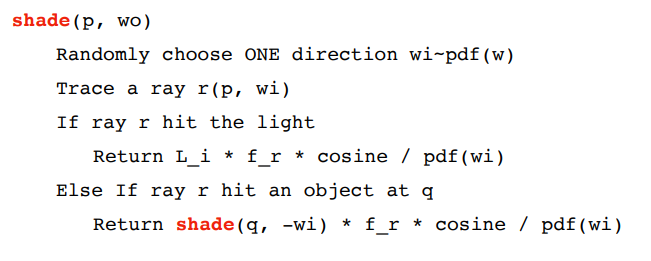 shade(p, wo)
Randomly choose ONE direction wi~pdf(w)
Trace a ray r(p, wi)
If ray r hit the light
Return L_i * f_r * cosine / pdf(wi)
Else If ray r hit an object at q
Return shade(q, -wi) * f_r * cosine / pdf(wi)